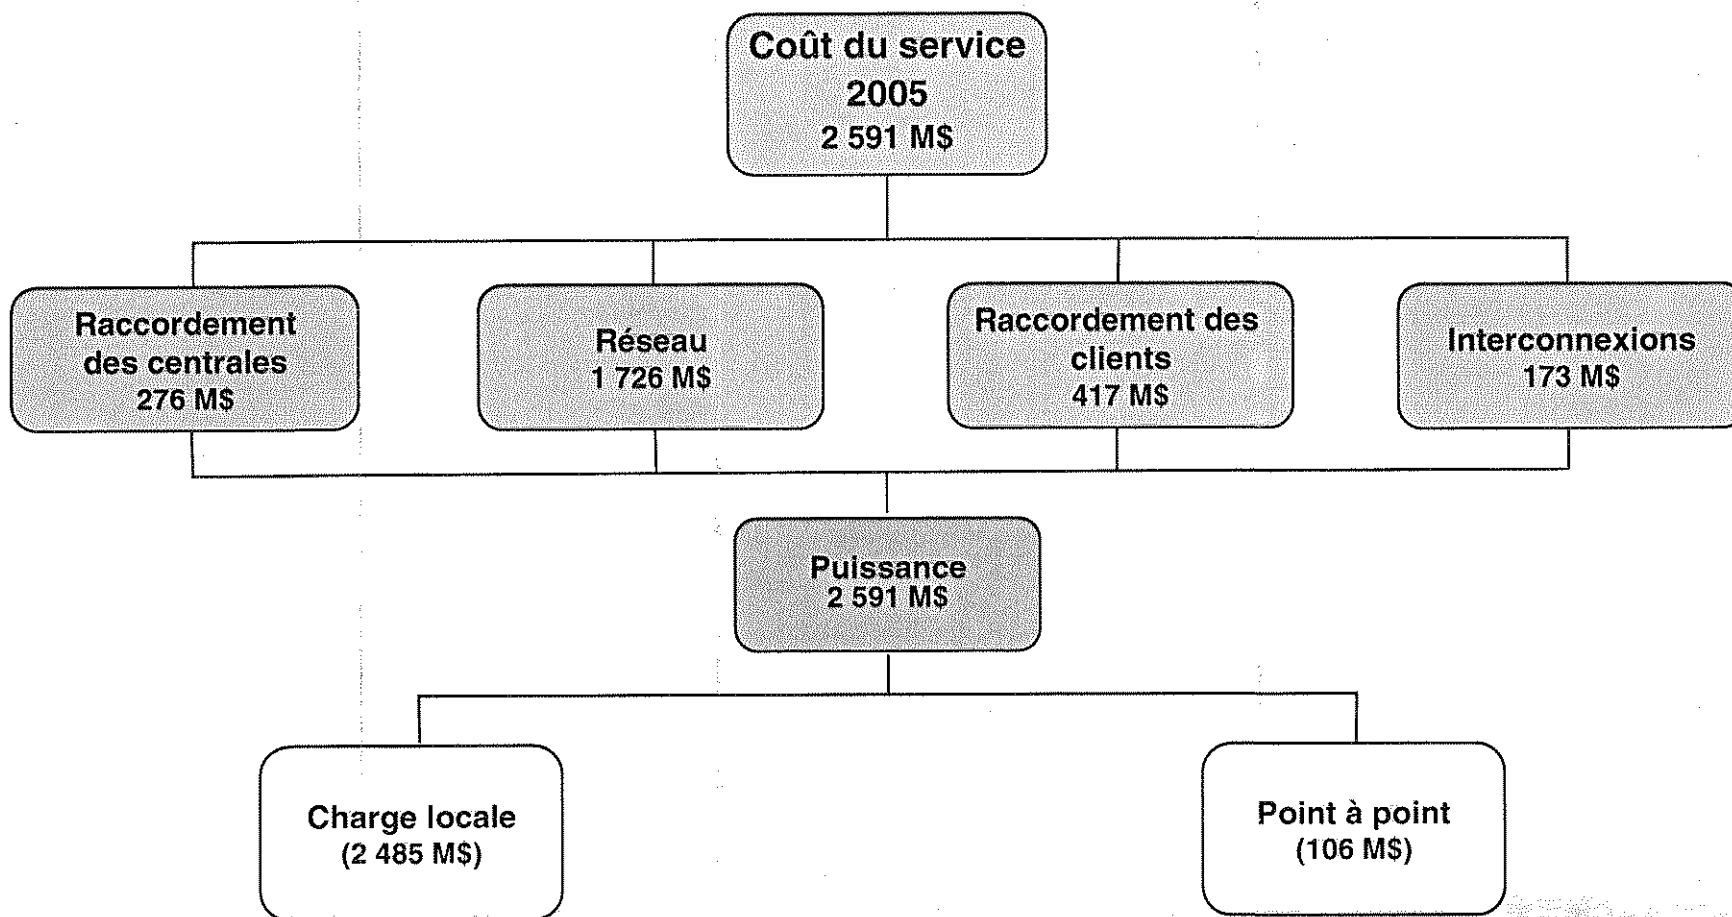 Coût du service
2005
2 591 M$
Raccordement
des centrales
276 M$
Réseau
1 726 M$
Raccordement des
clients
417 M$
Interconnexions
173 M$
Puissance
2 591 M$
Charge locale
(2 485 M$)
Point à point
(106 M$)